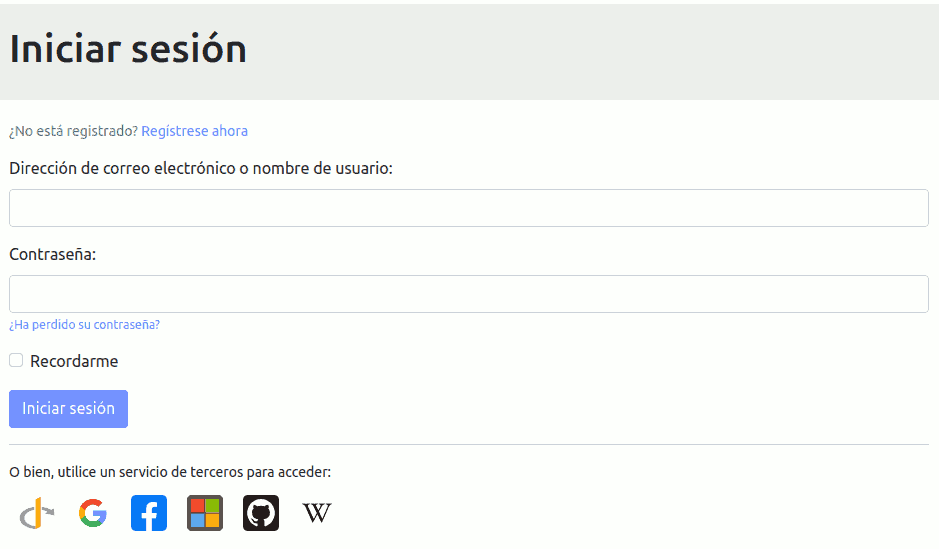 Iniciar sesión
¿No está registrado? Regístrese ahora
Dirección de correo electrónico o nombre de usuario:
Contraseña:
¿Ha perdido su contraseña?
Recordarme
Iniciar sesión
O bien, utilice un servicio de terceros para acceder: